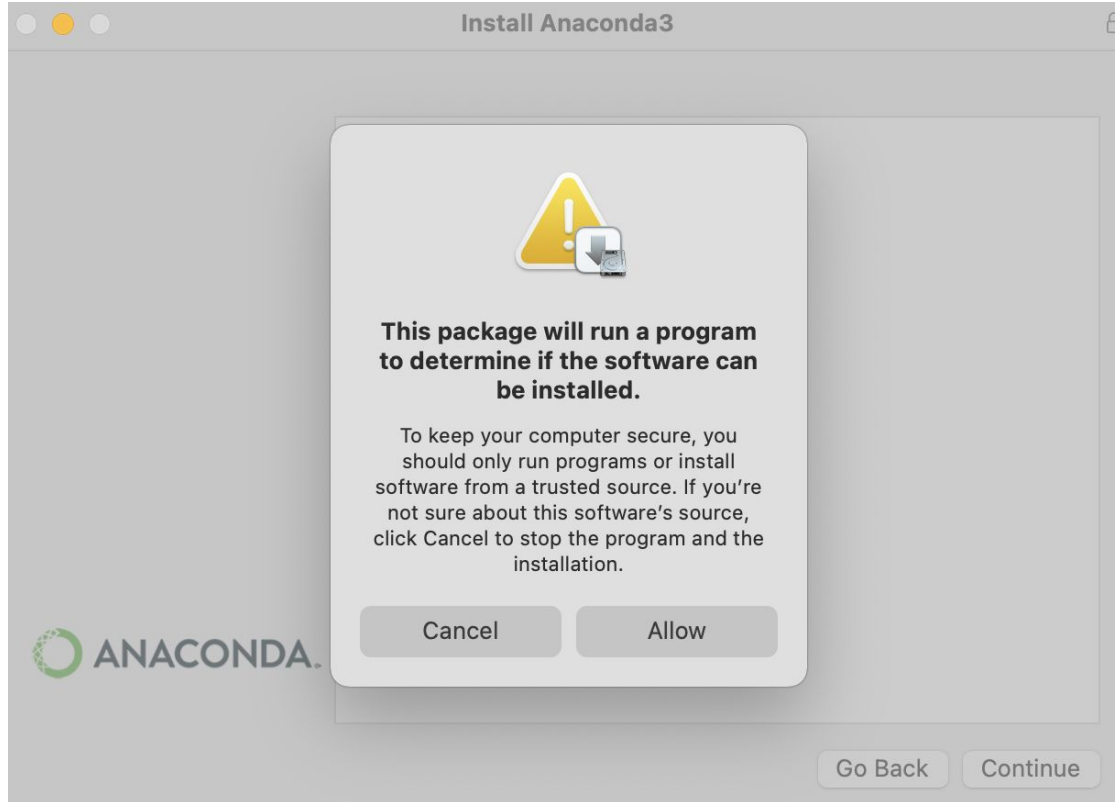 Install Anaconda3
This package will run a program
to determine if the software can
be installed.
To keep your computer secure, you
should only run programs or install
software from a trusted source. If you’re
not sure about this software’s source,
click Cancel to stop the program and the
installation.
Cancel
Allow
ANACONDA.
Go Back
Continue